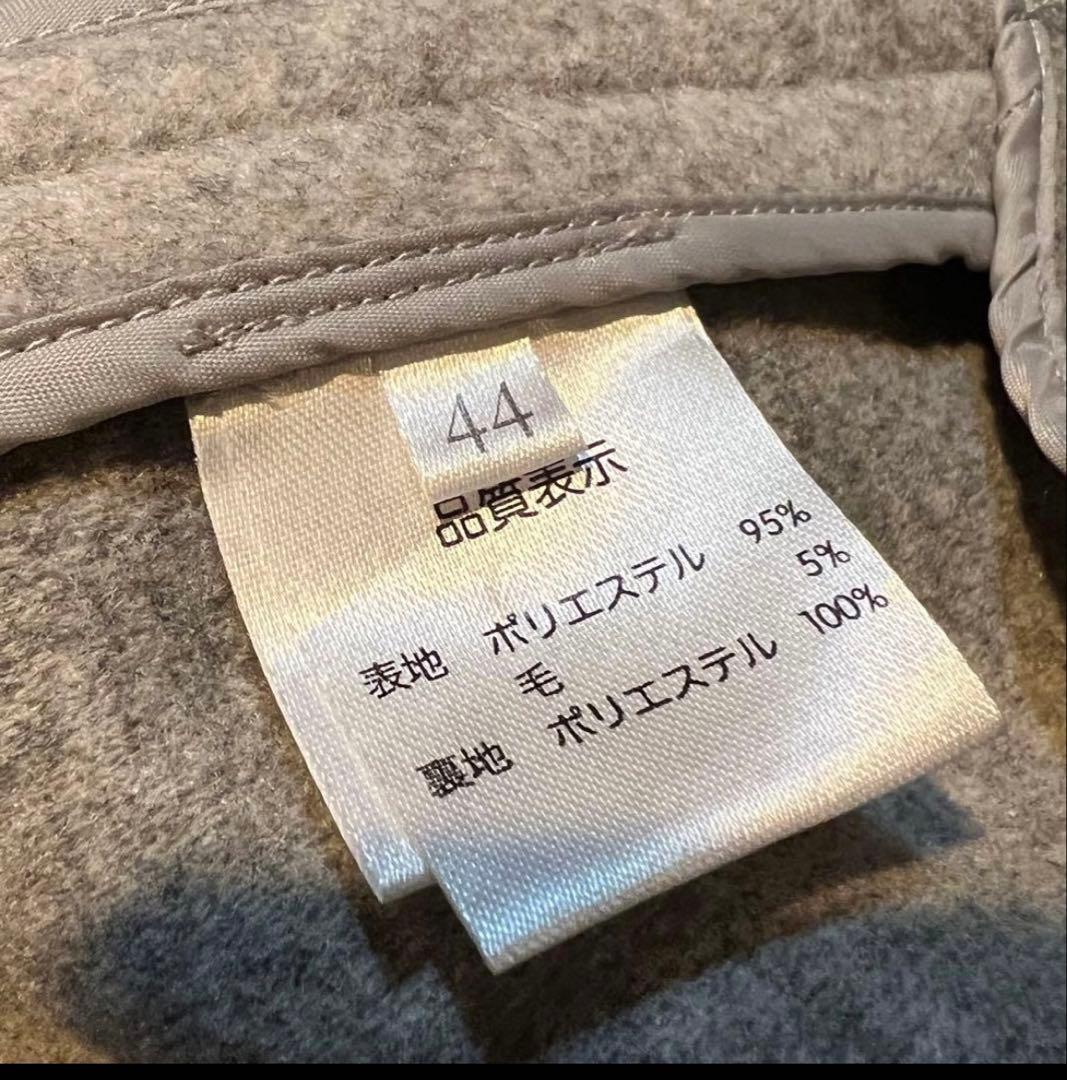 44
品質表示
表地 ポリエステル 95%
毛 5%
裏地 ポリエステル 100%